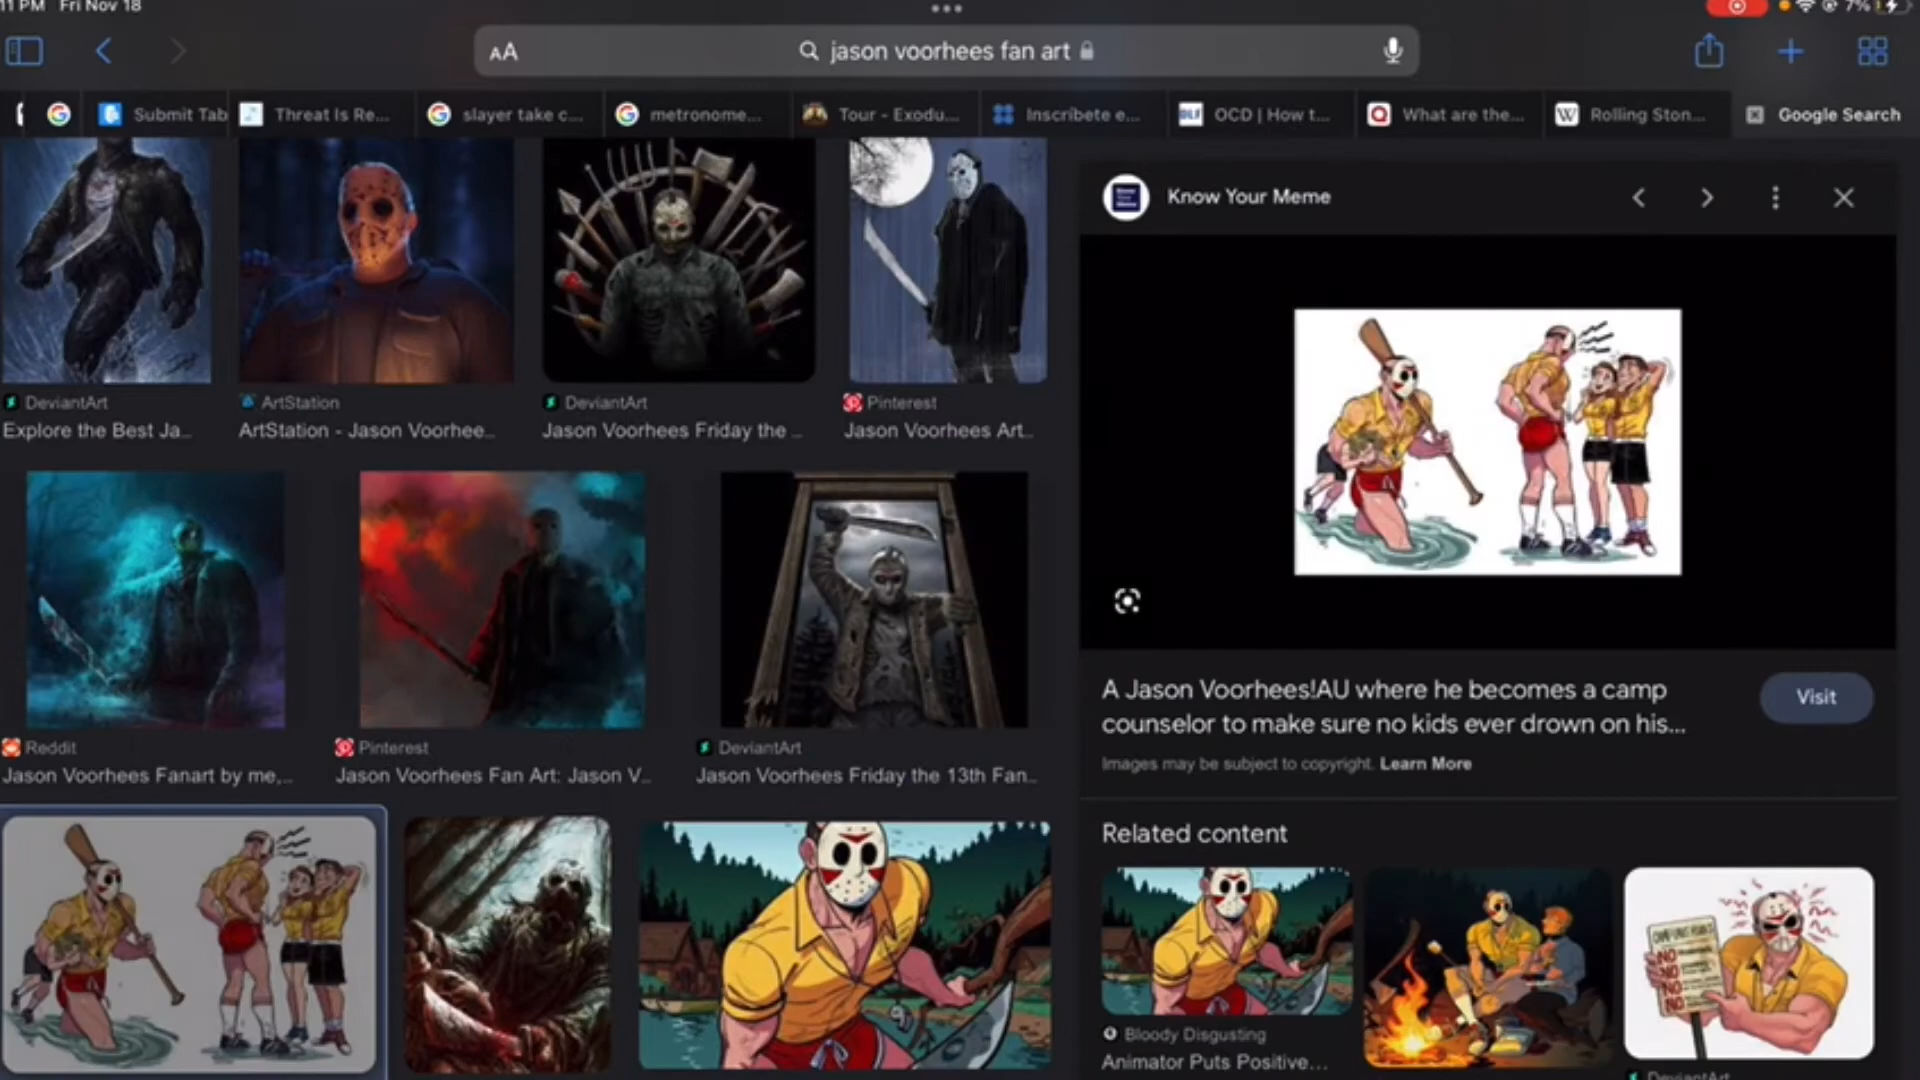 11 PM Fri Nov 18
7%
AA
jason voorhees fan art
Submit Tab
Threat Is Re...
slayer take c...
metronome...
Tour - Exodu...
Inscribete e...
DLF
OCD | How t...
What are the...
W
Rolling Ston...
Google Search
Know Your Meme
DeviantArt
ArtStation
DeviantArt
Pinterest
Explore the Best Ja...
ArtStation - Jason Voorhee...
Jason Voorhees Friday the ...
Jason Voorhees Art...
A Jason Voorhees!AU where he becomes a camp
counselor to make sure no kids ever drown on his...
Visit
Images may be subject to copyright. Learn More
Reddit
Pinterest
DeviantArt
Jason Voorhees Fanart by me,...
Jason Voorhees Fan Art: Jason V...
Jason Voorhees Friday the 13th Fan...
Related content
NO
NO
NO
NO
Bloody Disgusting
Animator Puts Positive...
DeviantArt